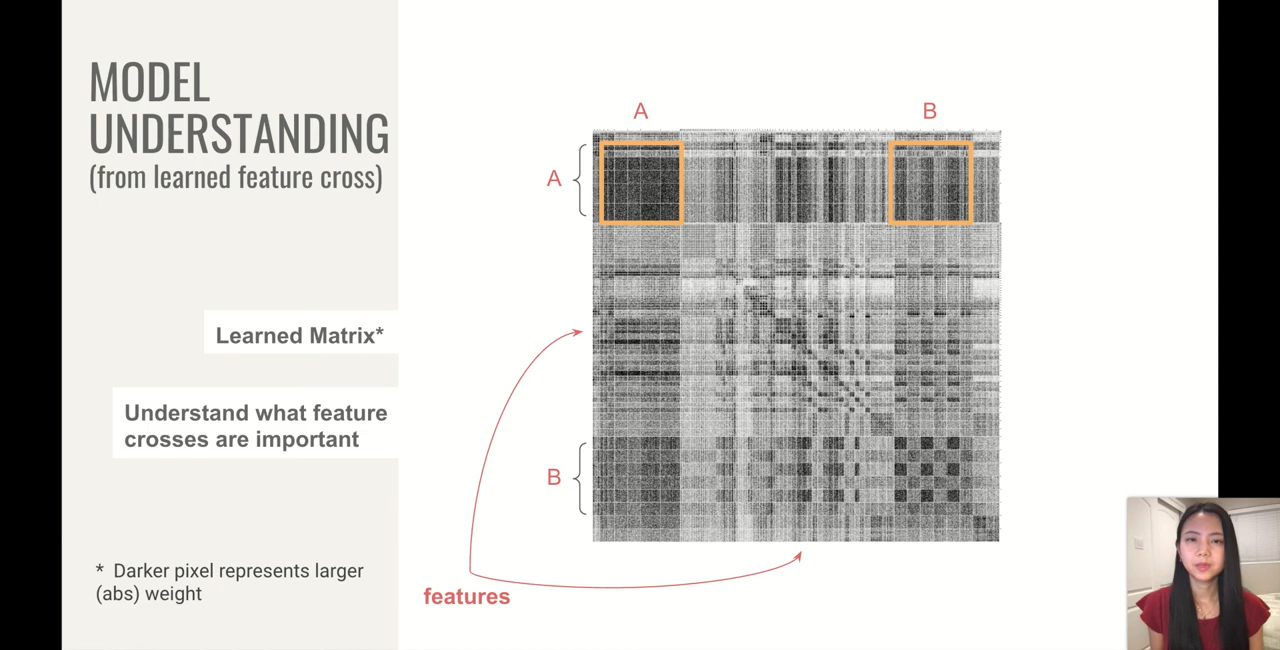 MODEL
UNDERSTANDING
(from learned feature cross)
Learned Matrix*
Understand what feature
crosses are important
* Darker pixel represents larger
(abs) weight
A
B
A
B
features